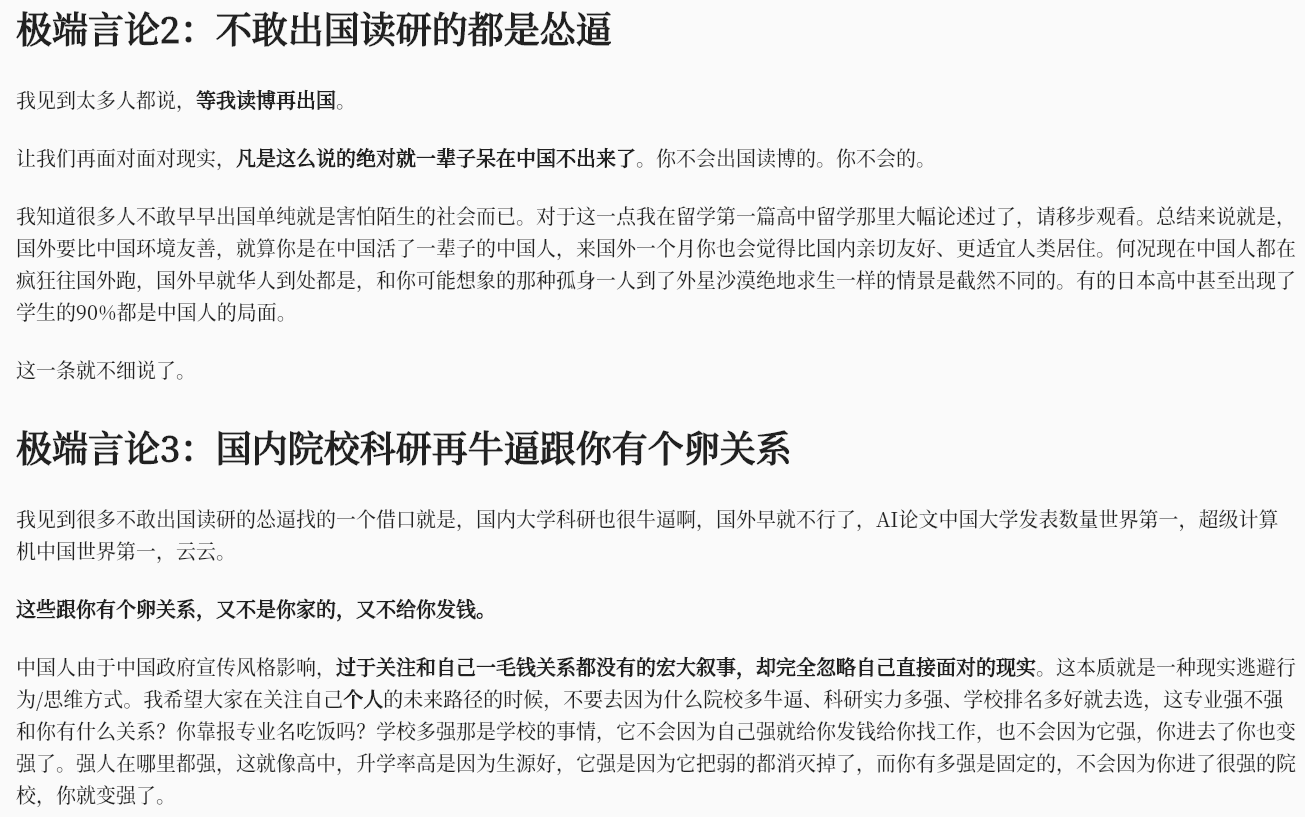 极端言论2：不敢出国读研的都是怂逼
我见到太多人都说，等我读博再出国。
让我们再面对面对现实，凡是这么说的绝对就一辈子呆在中国不出来了。你不会出国读博的。你不会的。
我知道很多人不敢早早出国单纯就是害怕陌生的社会而已。对于这一点我在留学第一篇高中留学那里大幅论述过了，请移步观看。总结来说就是，
国外要比中国环境友善，就算你是在中国活了一辈子的中国人，来国外一个月你也会觉得比国内亲切友好、更适宜人类居住。何况现在中国人都在
疯狂往国外跑，国外早就华人到处都是，和你可能想象的那种孤身一人到了外星沙漠绝地求生一样的情景是截然不同的。有的日本高中甚至出现了
学生的90%都是中国人的局面。
这一条就不细说了。
极端言论3：国内院校科研再牛逼跟你有个卵关系
我见到很多不敢出国读研的怂逼找的一个借口就是，国内大学科研也很牛逼啊，国外早就不行了，AI论文中国大学发表数量世界第一，超级计算
机中国世界第一，云云。
这些跟你有个卵关系，又不是你家的，又不给你发钱。
中国人由于中国政府宣传风格影响，过于关注和自己一毛钱关系都没有的宏大叙事，却完全忽略自己直接面对的现实。这本质就是一种现实逃避行
为/思维方式。我希望大家在关注自己个人的未来路径的时候，不要去因为什么院校多牛逼、科研实力多强、学校排名多好就去选，这专业强不强
和你有什么关系？你靠报专业名吃饭吗？学校多强那是学校的事情，它不会因为自己强就给你发钱给你找工作，也不会因为它强，你进去了你也变
强了。强人在哪里都强，这就像高中，升学率高是因为生源好，它强是因为它把弱的都消灭掉了，而你有多强是固定的，不会因为你进了很强的院
校，你就变强了。